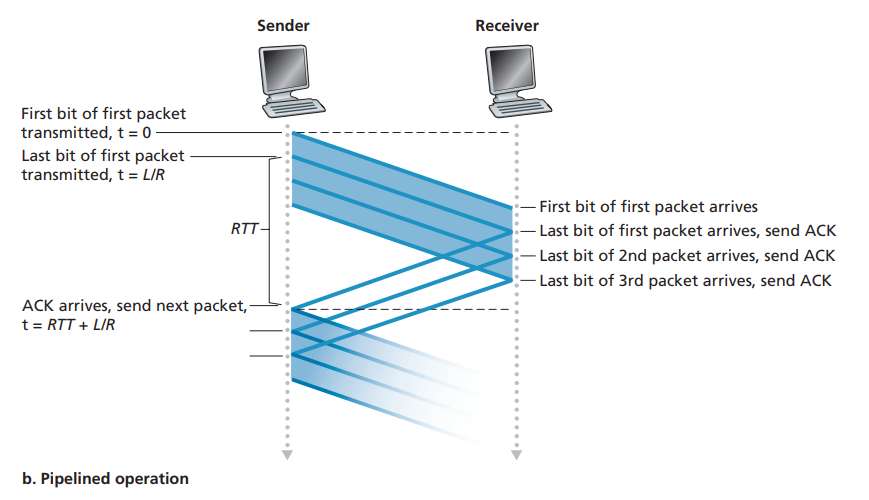 Sender
Receiver
First bit of first packet
transmitted, t = 0
Last bit of first packet
transmitted, t = L/R
RTT
First bit of first packet arrives
Last bit of first packet arrives, send ACK
Last bit of 2nd packet arrives, send ACK
Last bit of 3rd packet arrives, send ACK
ACK arrives, send next packet,
t = RTT + L/R
b. Pipelined operation